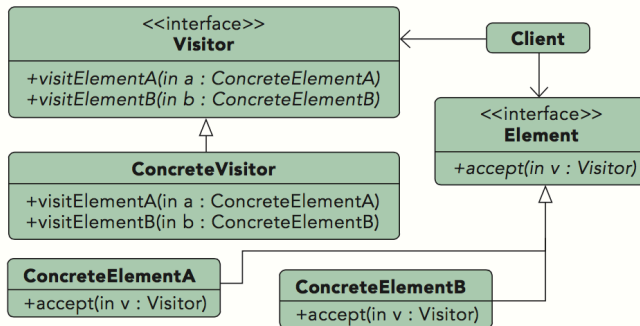 <<interface>>
Visitor
+visitElementA(in a : ConcreteElementA)
+visitElementB(in b : ConcreteElementB)
Client
<<interface>>
Element
+accept(in v : Visitor)
ConcreteVisitor
+visitElementA(in a : ConcreteElementA)
+visitElementB(in b : ConcreteElementB)
ConcreteElementA
+accept(in v : Visitor)
ConcreteElementB
+accept(in v : Visitor)